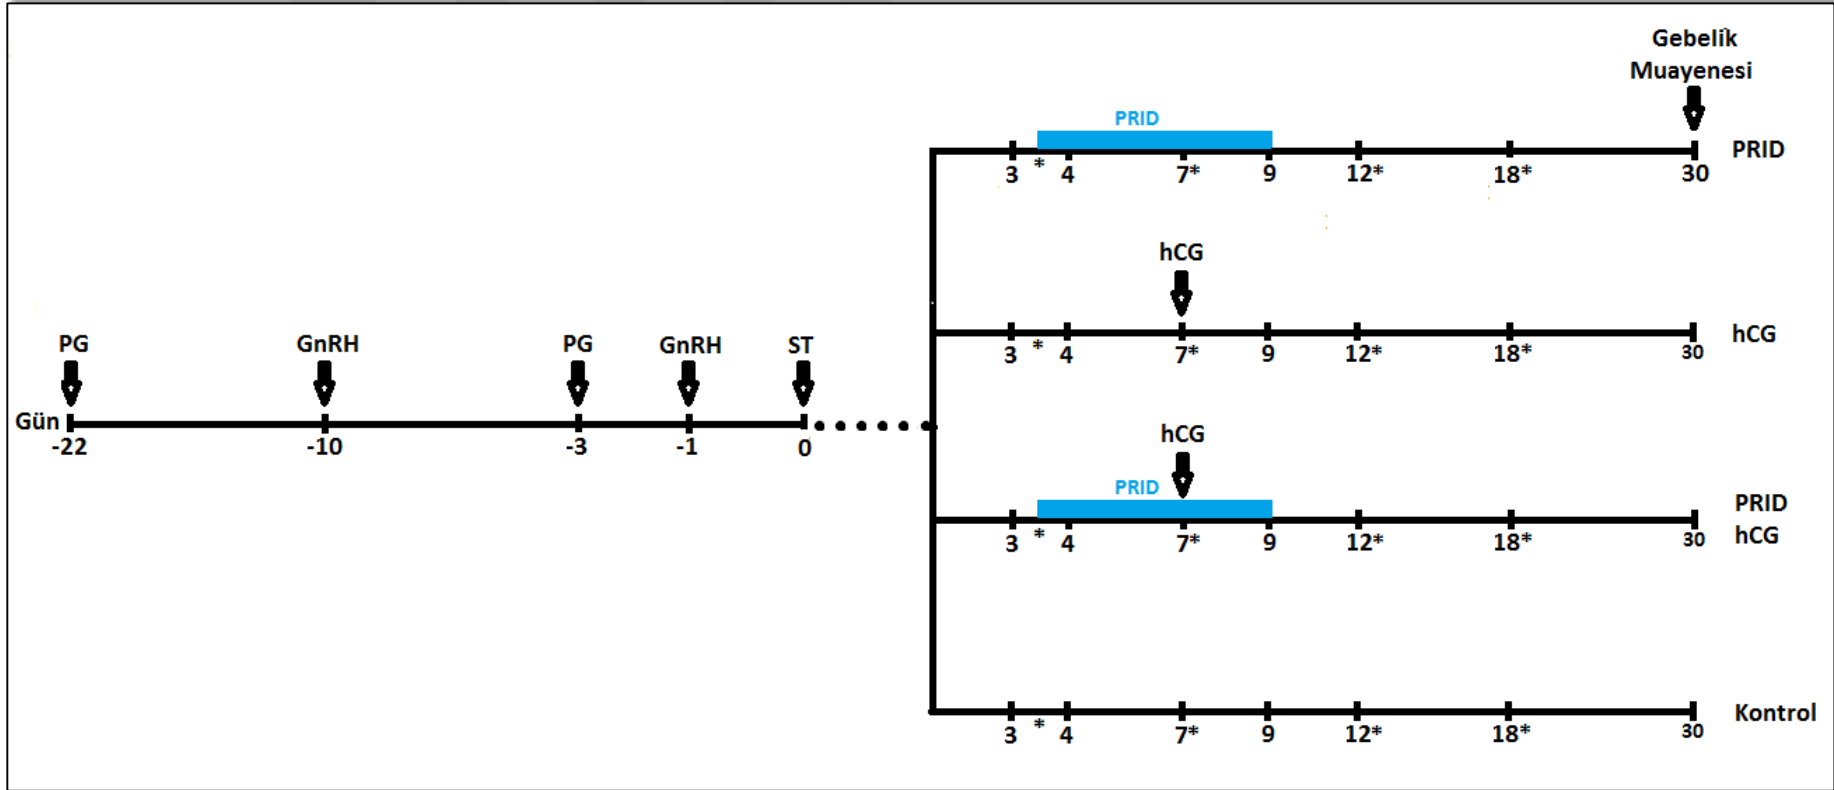 Gebelik
Muayenesi
PRID
3 * 4 7* 9 12* 18* 30 PRID
hCG
3 * 4 7* 9 12* 18* 30 hCG
PG GnRH PG GnRH ST
Gün
-22 -10 -3 -1 0
hCG
PRID
3 * 4 7* 9 12* 18* 30
PRID
hCG
3 * 4 7* 9 12* 18* 30 Kontrol